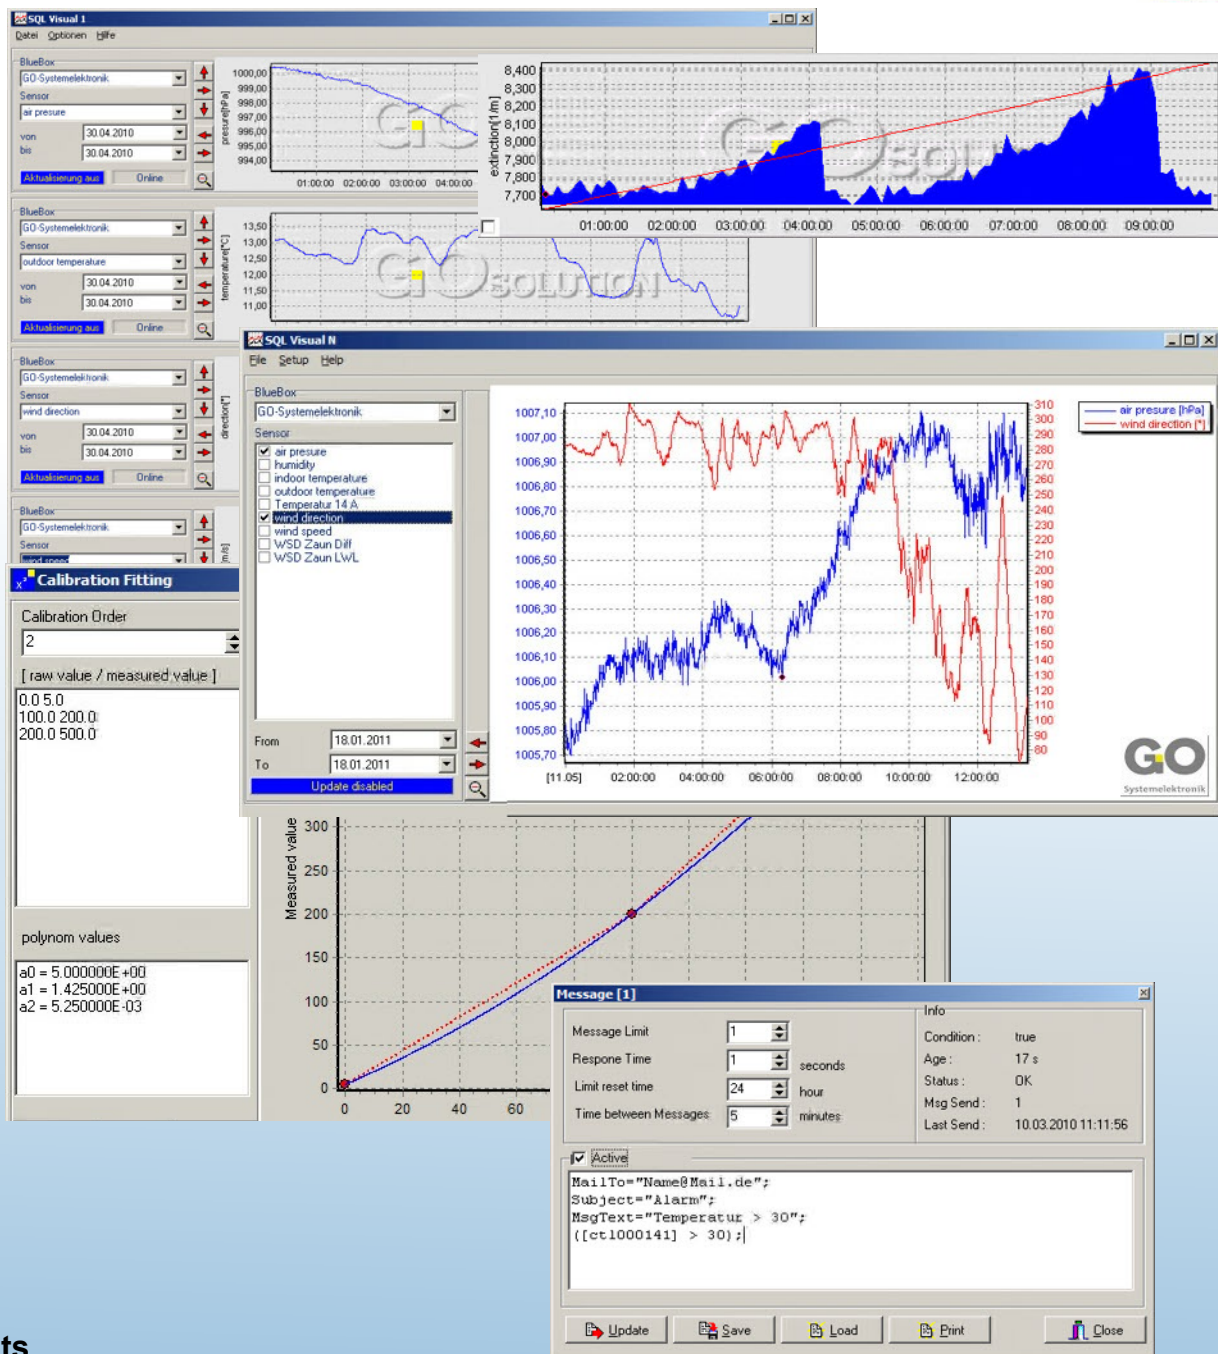 SQL Visual 1
Datei Optionen Hilfe
BlueBox
GO-Systemelektronik
Sensor
air presure
von 30.04.2010
bis 30.04.2010
Aktualisierung aus Online
presure[hPa]
1000,00
999,00
998,00
997,00
996,00
995,00
994,00
01:00:00 02:00:00 03:00:00 04:00:00
extinction[1/m]
8,400
8,300
8,200
8,100
8,000
7,900
7,800
7,700
01:00:00 02:00:00 03:00:00 04:00:00 05:00:00 06:00:00 07:00:00 08:00:00 09:00:00
GO SOLUTION
BlueBox
GO-Systemelektronik
Sensor
outdoor temperature
von 30.04.2010
bis 30.04.2010
Aktualisierung aus Online
temperature[°C]
13,50
13,00
12,50
12,00
11,50
11,00
GO SOLUTION
BlueBox
GO-Systemelektronik
Sensor
wind direction
von 30.04.2010
bis 30.04.2010
Aktualisierung aus Online
direction[°]
BlueBox
GO-Systemelektronik
Sensor
wind speed
[m/s]
SQL Visual N
File Setup Help
BlueBox
GO-Systemelektronik
Sensor
air presure
humidity
indoor temperature
outdoor temperature
Temperatur 14 A
wind direction
wind speed
WSD Zaun Diff
WSD Zaun LWL
From 18.01.2011
To 18.01.2011
Update disabled
1007,10
1007,00
1006,90
1006,80
1006,70
1006,60
1006,50
1006,40
1006,30
1006,20
1006,10
1006,00
1005,90
1005,80
1005,70
[11.05] 02:00:00 04:00:00 06:00:00 08:00:00 10:00:00 12:00:00
310
300
290
280
270
260
250
240
230
220
210
200
190
180
170
160
150
140
130
120
110
100
90
80
air presure [hPa]
wind direction [°]
GO
Systemelektronik
Calibration Fitting
Calibration Order
2
[ raw value / measured value ]
0.0 5.0
100.0 200.0
200.0 500.0
polynom values
a0 = 5.000000E+00
a1 = 1.425000E+00
a2 = 5.250000E-03
Measured value
300
250
200
150
100
50
0
0 20 40 60
Message [1]
Message Limit 1
Respone Time 1 seconds
Limit reset time 24 hour
Time between Messages 5 minutes
Info
Condition : true
Age : 17 s
Status : OK
Msg Send : 1
Last Send : 10.03.2010 11:11:56
Active
MailTo="Name@Mail.de";
Subject="Alarm";
MsgText="Temperatur > 30";
([ctl000141] > 30);
Update Save Load Print Close
ts